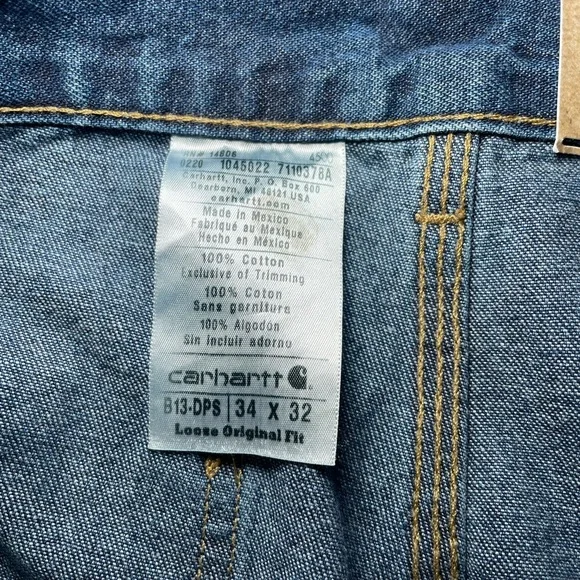 RN# 14806
0220 1045022 7110378A
Carhartt, Inc. P. O. Box 600
Dearborn, MI 48121 USA
carhartt.com
Made in Mexico
Fabriqué au Mexique
Hecho en México
100% Cotton
Exclusive of Trimming
100% Coton
Sans garniture
100% Algodón
Sin incluir adorno
carhartt
B13-DPS 34 X 32
Loose Original Fit